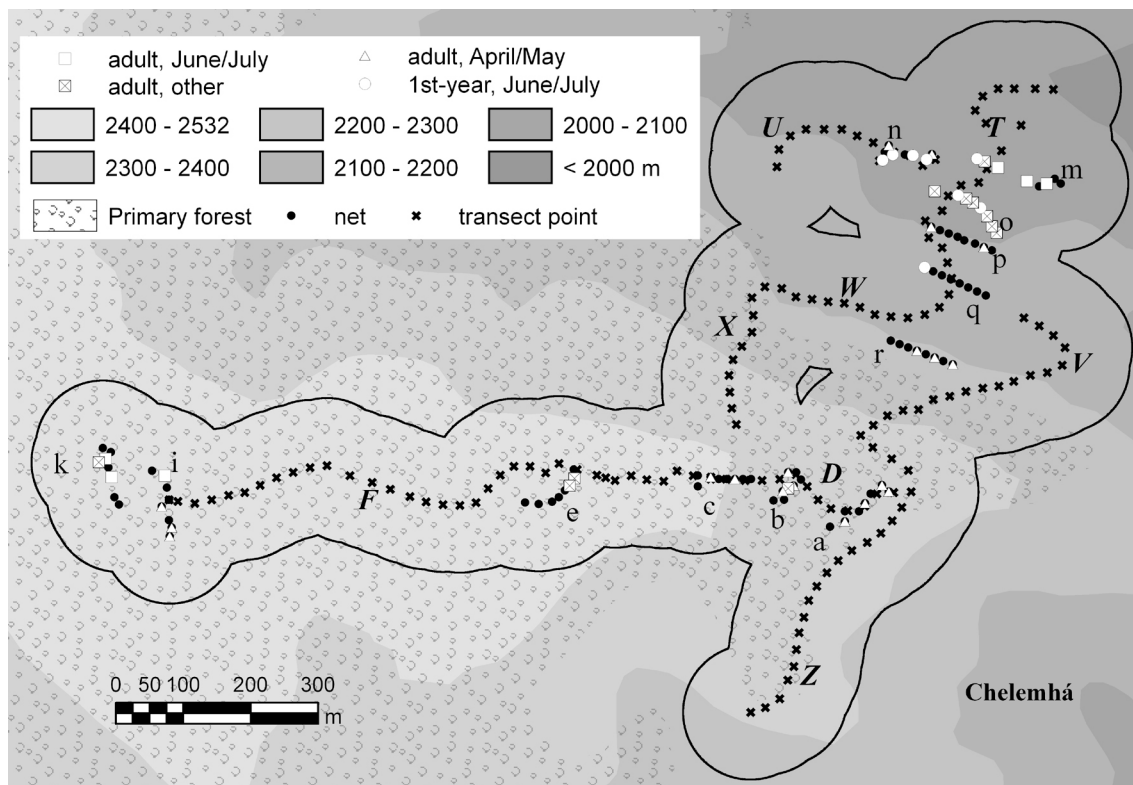 adult, June/July
adult, April/May
adult, other
1st-year, June/July
2400 - 2532
2200 - 2300
2000 - 2100
2300 - 2400
2100 - 2200
< 2000 m
Primary forest
net
transect point
U
n
T
m
o
p
W
q
X
r
V
k
i
F
e
c
b
D
a
Z
0 50 100 200 300
m
Chelemhá